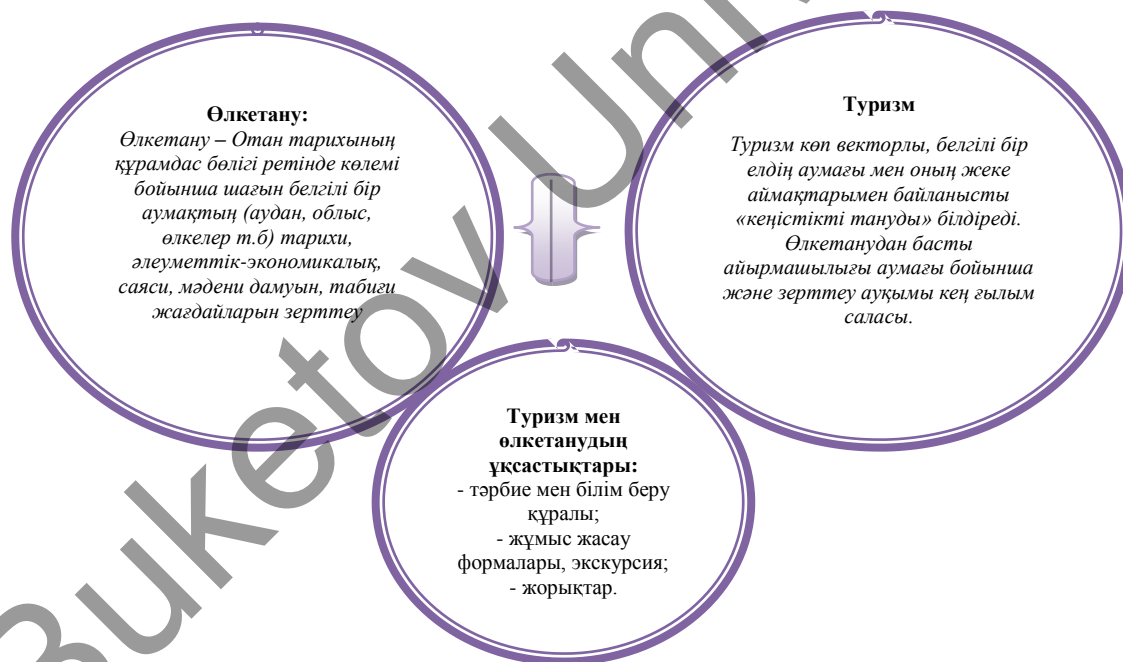 Өлкетану:
Өлкетану – Отан тарихының
құрамдас бөлігі ретінде көлемі
бойынша шағын белгілі бір
аумақтың (аудан, облыс,
өлкелер т.б) тарихи,
әлеуметтік-экономикалық,
саяси, мәдени дамуын, табиғи
жағдайларын зерттеу
Туризм
Туризм көп векторлы, белгілі бір
елдің аумағы мен оның жеке
аймақтарымен байланысты
«кеңістікті тануды» білдіреді.
Өлкетанудан басты
айырмашылығы аумағы бойынша
және зерттеу ауқымы кең ғылым
саласы.
Туризм мен
өлкетанудың
ұқсастықтары:
- тәрбие мен білім беру
құралы;
- жұмыс жасау
формалары, экскурсия;
- жорықтар.
Buketov